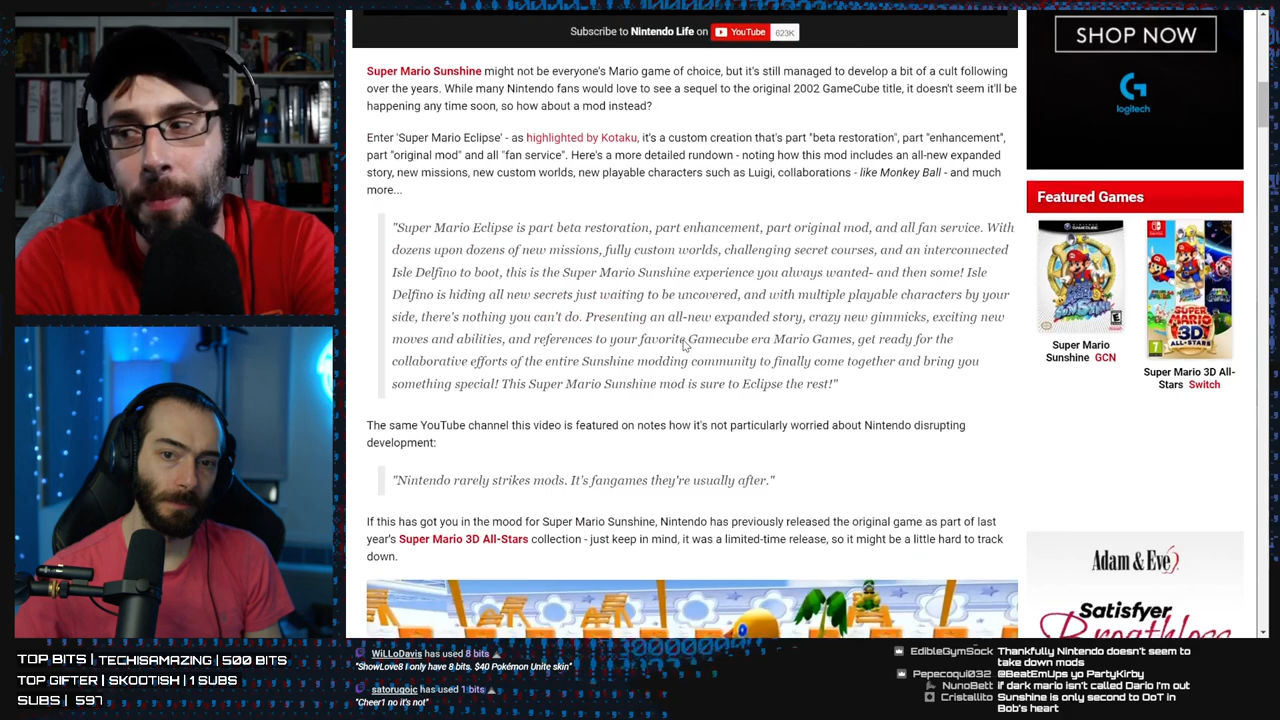 Subscribe to Nintendo Life on YouTube 623K
SHOP NOW
logitech
Super Mario Sunshine might not be everyone's Mario game of choice, but it's still managed to develop a bit of a cult following
over the years. While many Nintendo fans would love to see a sequel to the original 2002 GameCube title, it doesn't seem it'll be
happening any time soon, so how about a mod instead?
Enter 'Super Mario Eclipse' - as highlighted by Kotaku, it's a custom creation that's part "beta restoration", part "enhancement",
part "original mod" and all "fan service". Here's a more detailed rundown - noting how this mod includes an all-new expanded
story, new missions, new custom worlds, new playable characters such as Luigi, collaborations - like Monkey Ball - and much
more...
"Super Mario Eclipse is part beta restoration, part enhancement, part original mod, and all fan service. With
dozens upon dozens of new missions, fully custom worlds, challenging secret courses, and an interconnected
Isle Delfino to boot, this is the Super Mario Sunshine experience you always wanted- and then some! Isle
Delfino is hiding all new secrets just waiting to be uncovered, and with multiple playable characters by your
side, there's nothing you can't do. Presenting an all-new expanded story, crazy new gimmicks, exciting new
moves and abilities, and references to your favorite Gamecube era Mario Games, get ready for the
collaborative efforts of the entire Sunshine modding community to finally come together and bring you
something special! This Super Mario Sunshine mod is sure to Eclipse the rest!"
The same YouTube channel this video is featured on notes how it's not particularly worried about Nintendo disrupting
development:
"Nintendo rarely strikes mods. It's fangames they're usually after."
If this has got you in the mood for Super Mario Sunshine, Nintendo has previously released the original game as part of last
year's Super Mario 3D All-Stars collection - just keep in mind, it was a limited-time release, so it might be a little hard to track
down.
Featured Games
SUPER MARIO 3D ALL-STARS
Super Mario
Sunshine GCN
Super Mario 3D All-
Stars Switch
Adam & Eve
Satisfyer
Breathless
TOP BITS | TECHISAMAZING | 500 BITS
TOP GIFTER | SKOOTISH | 1 SUBS
SUBS | 597
WiLLoDavis has used 8 bits
"ShowLove8 I only have 8 bits. $40 Pokémon Unite skin"
satoruqoic has used 1 bits
"Cheer1 no it's not"
EdibleGymSock Thankfully Nintendo doesn't seem to
take down mods
Pepecoqui032 @BeatEmUps yo PartyKirby
NunoBett if dark mario isn't called Dario I'm out
Cristallito Sunshine is only second to OoT in
Bob's heart